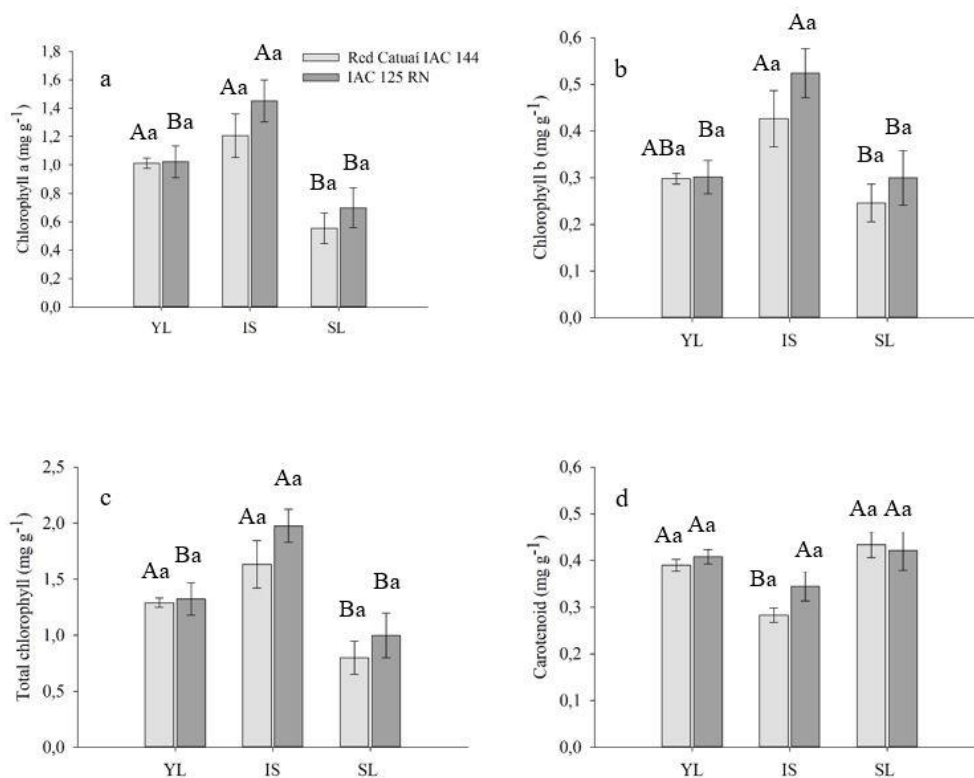 a
Chlorophyll a (mg g⁻¹)
1,8
1,6
1,4
1,2
1,0
0,8
0,6
0,4
0,2
0,0
Red Catuaí IAC 144
IAC 125 RN
Aa
Ba
Aa
Aa
Ba
Ba
YL
IS
SL
b
Chlorophyll b (mg g⁻¹)
0,6
0,5
0,4
0,3
0,2
0,1
0,0
ABa
Ba
Aa
Aa
Ba
Ba
YL
IS
SL
c
Total chlorophyll (mg g⁻¹)
2,5
2,0
1,5
1,0
0,5
0,0
Aa
Ba
Aa
Aa
Ba
Ba
YL
IS
SL
d
Carotenoid (mg g⁻¹)
0,6
0,5
0,4
0,3
0,2
0,1
0,0
Aa
Aa
Ba
Aa
Aa
Aa
YL
IS
SL